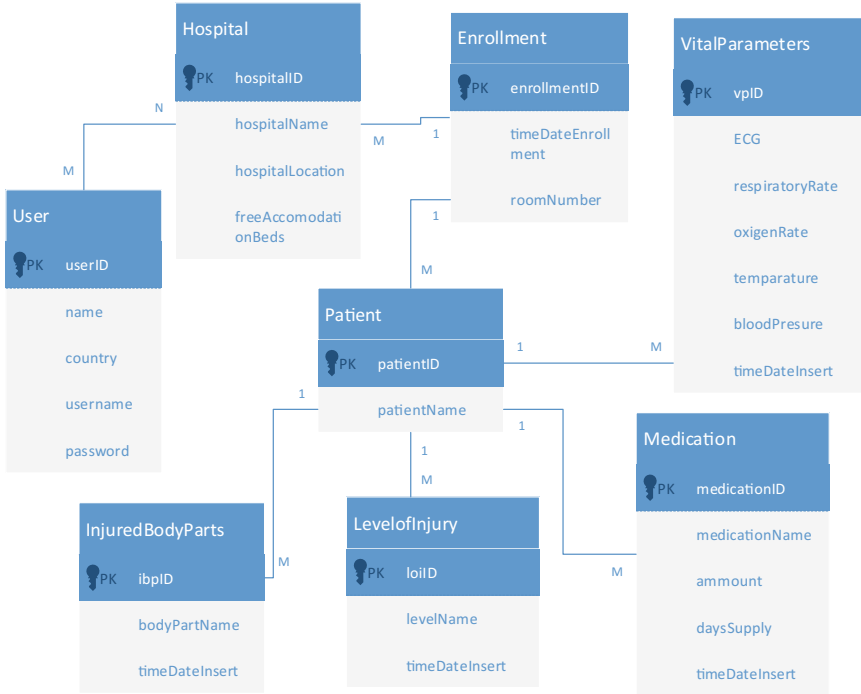 Hospital
PK hospitalID
hospitalName
hospitalLocation
freeAccomodati
onBeds
Enrollment
PK enrollmentID
timeDateEnroll
ment
roomNumber
VitalParameters
PK vpID
ECG
respiratoryRate
oxigenRate
temparature
bloodPresure
timeDateInsert
N
M
M
1
1
M
User
PK userID
name
country
username
password
Patient
PK patientID
patientName
1
M
1
M
1
M
1
M
InjuredBodyParts
PK ibpID
bodyPartName
timeDateInsert
LevelofInjury
PK loiID
levelName
timeDateInsert
Medication
PK medicationID
medicationName
ammount
daysSupply
timeDateInsert